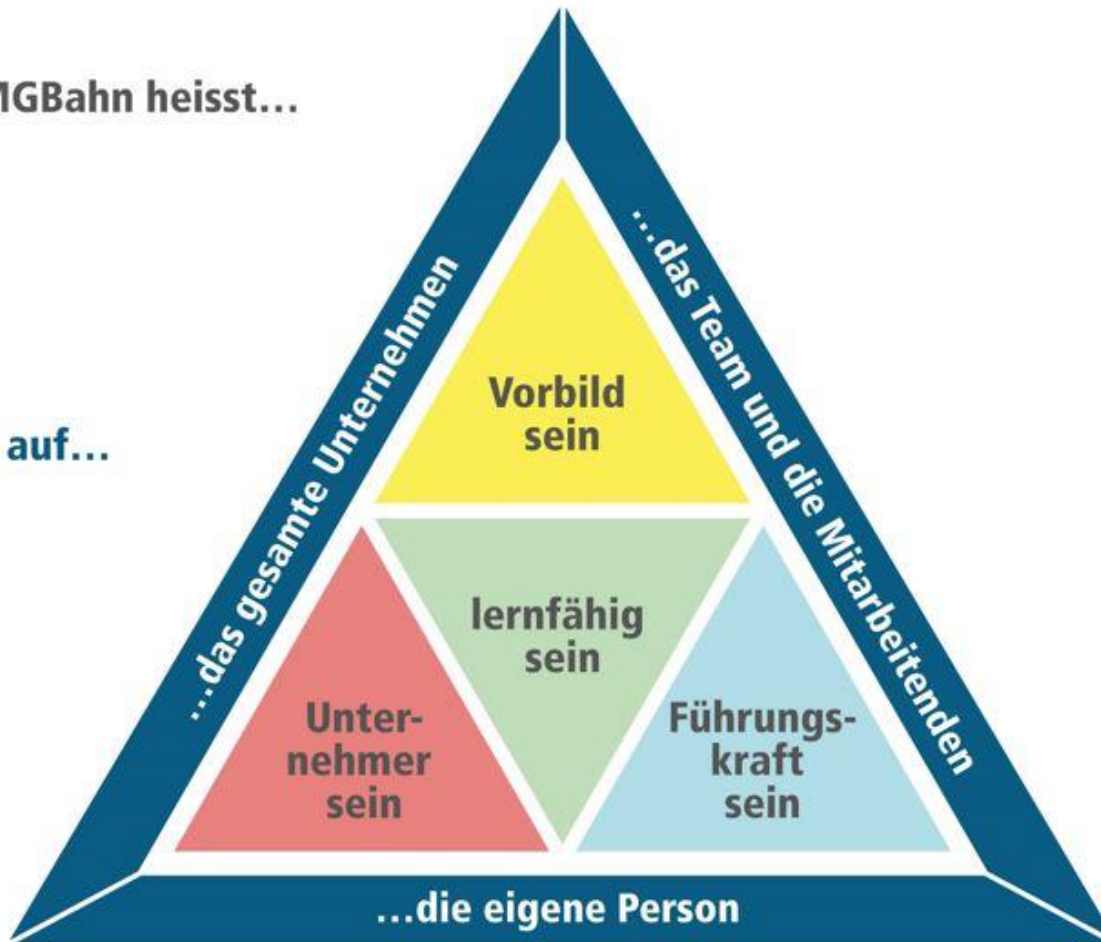 MGBahn heisst...
auf...
...das gesamte Unternehmen
...das Team und die Mitarbeitenden
Vorbild
sein
lernfähig
sein
Unter-
nehmer
sein
Führungs-
kraft
sein
...die eigene Person